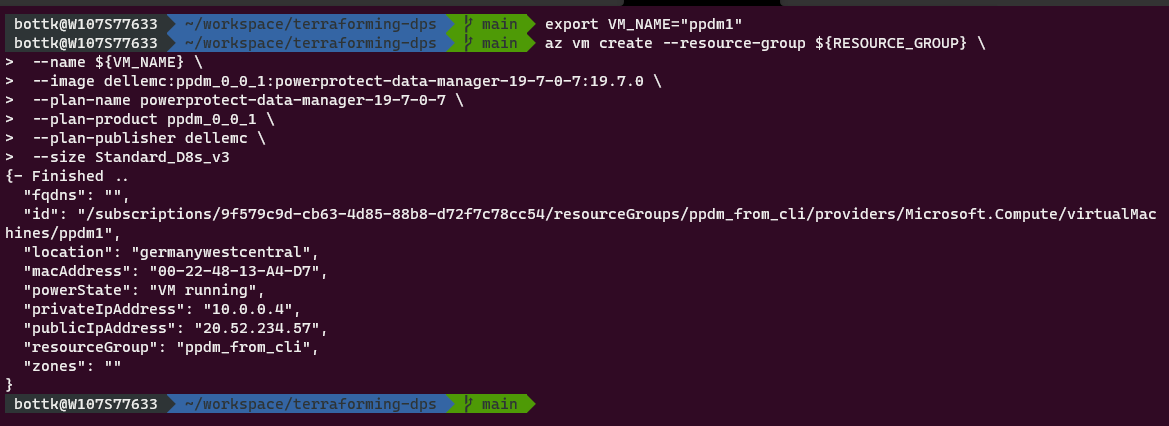 bottk@W107S77633 ~/workspace/terraforming-dps main export VM_NAME="ppdm1"
bottk@W107S77633 ~/workspace/terraforming-dps main az vm create --resource-group ${RESOURCE_GROUP} \
>  --name ${VM_NAME} \
>  --image dellemc:ppdm_0_0_1:powerprotect-data-manager-19-7-0-7:19.7.0 \
>  --plan-name powerprotect-data-manager-19-7-0-7 \
>  --plan-product ppdm_0_0_1 \
>  --plan-publisher dellemc \
>  --size Standard_D8s_v3
{- Finished ..
  "fqdns": "",
  "id": "/subscriptions/9f579c9d-cb63-4d85-88b8-d72f7c78cc54/resourceGroups/ppdm_from_cli/providers/Microsoft.Compute/virtualMac
hines/ppdm1",
  "location": "germanywestcentral",
  "macAddress": "00-22-48-13-A4-D7",
  "powerState": "VM running",
  "privateIpAddress": "10.0.0.4",
  "publicIpAddress": "20.52.234.57",
  "resourceGroup": "ppdm_from_cli",
  "zones": ""
}
bottk@W107S77633 ~/workspace/terraforming-dps main